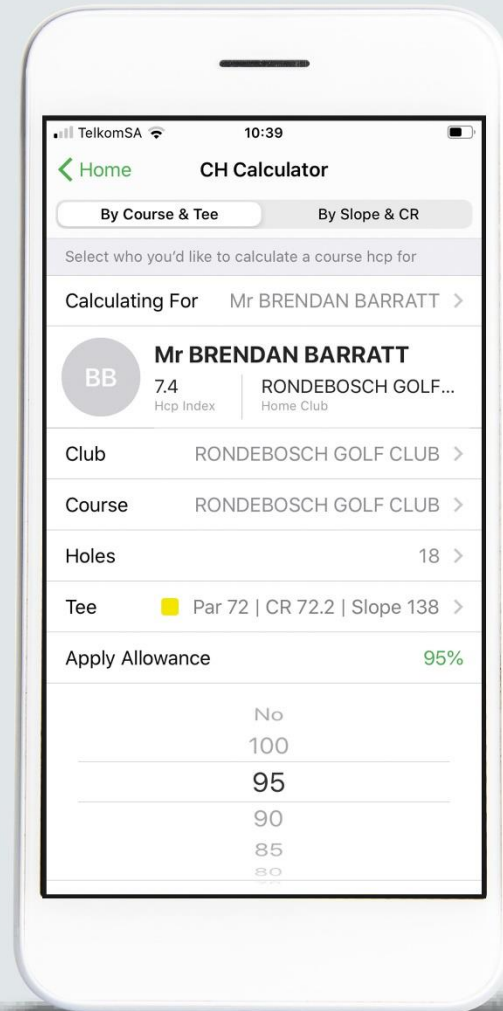 TelkomSA 10:39
Home CH Calculator
By Course & Tee By Slope & CR
Select who you'd like to calculate a course hcp for
Calculating For Mr BRENDAN BARRATT
BB
Mr BRENDAN BARRATT
7.4 RONDEBOSCH GOLF...
Hcp Index Home Club
Club RONDEBOSCH GOLF CLUB
Course RONDEBOSCH GOLF CLUB
Holes 18
Tee Par 72 | CR 72.2 | Slope 138
Apply Allowance 95%
No
100
95
90
85
80